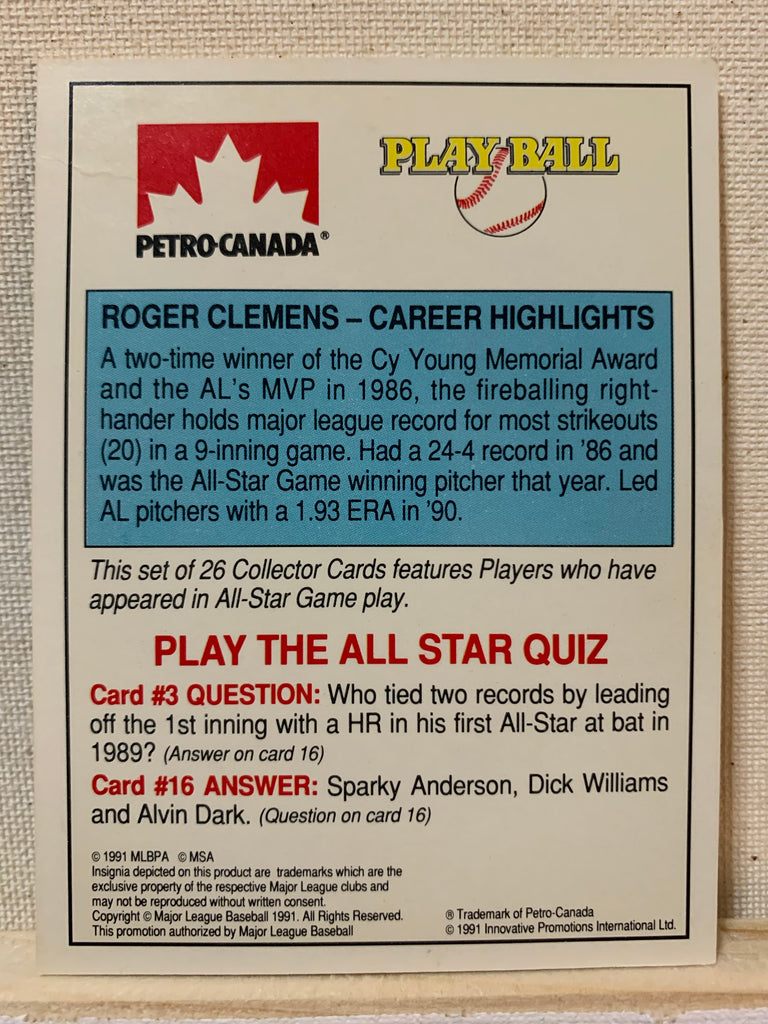 PETRO-CANADA®
PLAY BALL
ROGER CLEMENS – CAREER HIGHLIGHTS
A two-time winner of the Cy Young Memorial Award
and the AL's MVP in 1986, the fireballing right-
hander holds major league record for most strikeouts
(20) in a 9-inning game. Had a 24-4 record in '86 and
was the All-Star Game winning pitcher that year. Led
AL pitchers with a 1.93 ERA in '90.
This set of 26 Collector Cards features Players who have
appeared in All-Star Game play.
PLAY THE ALL STAR QUIZ
Card #3 QUESTION: Who tied two records by leading
off the 1st inning with a HR in his first All-Star at bat in
1989? (Answer on card 16)
Card #16 ANSWER: Sparky Anderson, Dick Williams
and Alvin Dark. (Question on card 16)
© 1991 MLBPA © MSA
Insignia depicted on this product are trademarks which are the
exclusive property of the respective Major League clubs and
may not be reproduced without written consent.
Copyright © Major League Baseball 1991. All Rights Reserved.
This promotion authorized by Major League Baseball
® Trademark of Petro-Canada
© 1991 Innovative Promotions International Ltd.